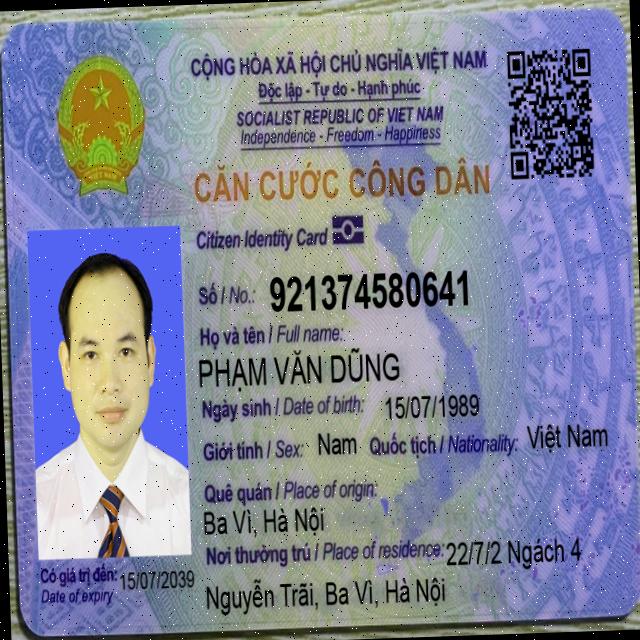 CỘNG HÒA XÃ HỘI CHỦ NGHĨA VIỆT NAM
Độc lập - Tự do - Hạnh phúc
SOCIALIST REPUBLIC OF VIET NAM
Independence - Freedom - Happiness
CĂN CƯỚC CÔNG DÂN
Citizen Identity Card
Số / No.: 921374580641
Họ và tên / Full name:
PHẠM VĂN DŨNG
Ngày sinh / Date of birth: 15/07/1989
Giới tính / Sex: Nam Quốc tịch / Nationality: Việt Nam
Quê quán / Place of origin:
Ba Vì, Hà Nội
Nơi thường trú / Place of residence: 22/7/2 Ngách 4
Nguyễn Trãi, Ba Vì, Hà Nội
Có giá trị đến: 15/07/2039
Date of expiry